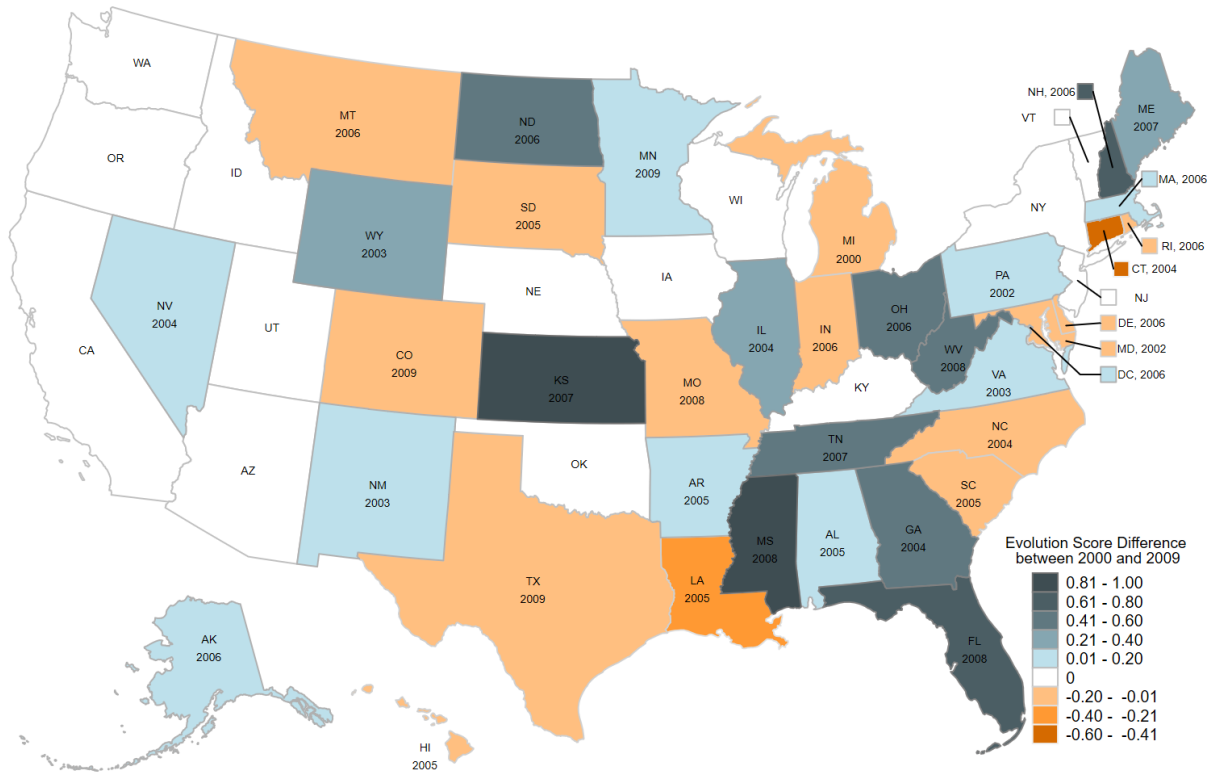 WA
MT
2006
ND
2006
MN
2009
NH, 2006
ME
2007
VT
OR
ID
MA, 2006
WI
NY
SD
2005
WY
2003
MI
2000
RI, 2006
CT, 2004
IA
PA
2002
NJ
NE
NV
2004
UT
IL
2004
OH
2006
IN
2006
DE, 2006
MD, 2002
DC, 2006
CA
CO
2009
KS
2007
MO
2008
WV
2008
KY
VA
2003
NC
2004
TN
2007
AZ
NM
2003
OK
AR
2005
SC
2005
MS
2008
AL
2005
GA
2004
TX
2009
LA
2005
FL
2008
AK
2006
HI
2005
Evolution Score Difference
between 2000 and 2009
0.81 - 1.00
0.61 - 0.80
0.41 - 0.60
0.21 - 0.40
0.01 - 0.20
0
-0.20 - -0.01
-0.40 - -0.21
-0.60 - -0.41